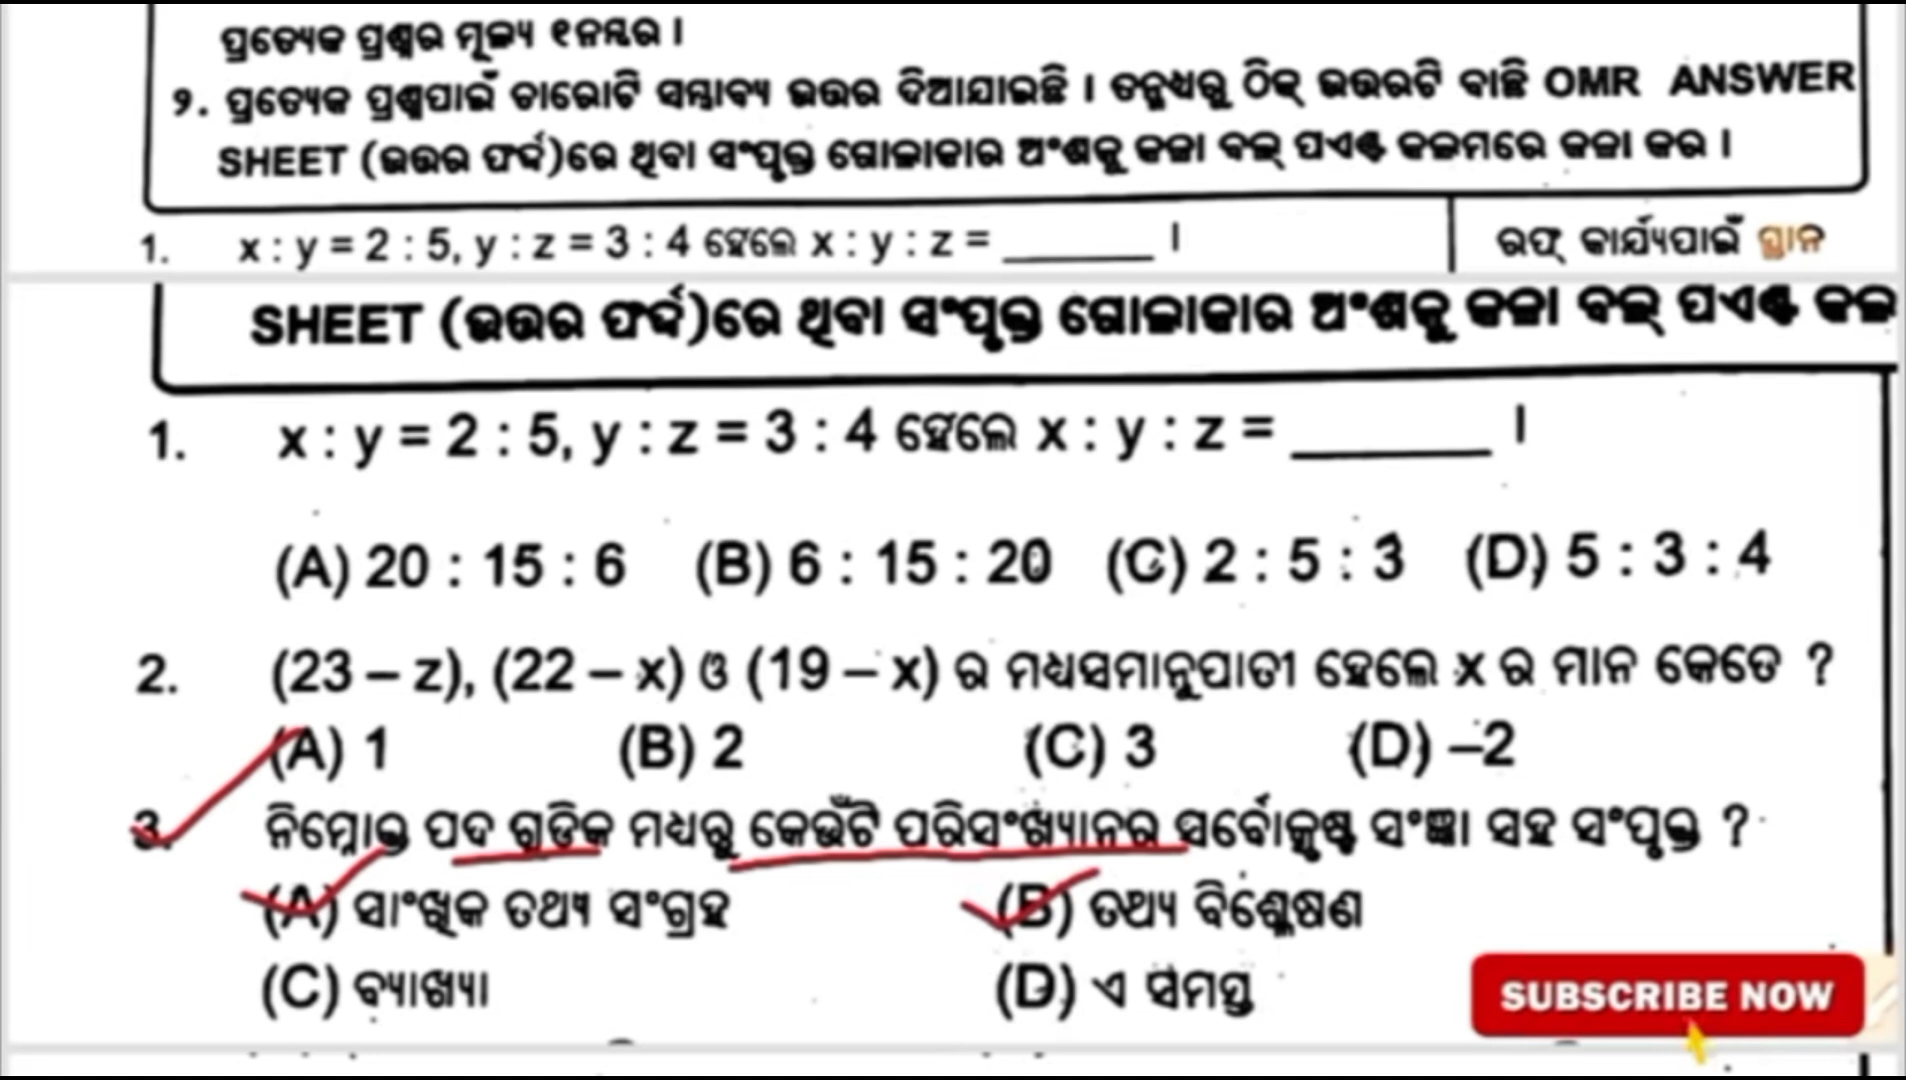 ପ୍ରତ୍ୟେକ ପ୍ରଶ୍ନର ମୂଲ୍ୟ ୧ନମ୍ବର ।
୨. ପ୍ରତ୍ୟେକ ପ୍ରଶ୍ନପାଇଁ ଚାରୋଟି ସମ୍ଭାବ୍ୟ ଉତ୍ତର ଦିଆଯାଇଛି । ତନ୍ମଧ୍ୟରୁ ଠିକ୍ ଉତ୍ତରଟି ବାଛି OMR ANSWER
SHEET (ଉତ୍ତର ଫର୍ଦ୍ଦ)ରେ ଥିବା ସଂପୃକ୍ତ ଗୋଲାକାର ଅଂଶକୁ କଳା ବଲ୍ ପଏଣ୍ଟ କଲମରେ କଳା କର ।
1. x : y = 2 : 5, y : z = 3 : 4 ହେଲେ x : y : z = ______ ।
ରଫ୍ କାର୍ଯ୍ୟପାଇଁ ସ୍ଥାନ
SHEET (ଉତ୍ତର ଫର୍ଦ୍ଦ)ରେ ଥିବା ସଂପୃକ୍ତ ଗୋଲାକାର ଅଂଶକୁ କଳା ବଲ୍ ପଏଣ୍ଟ କଲ
1. x : y = 2 : 5, y : z = 3 : 4 ହେଲେ x : y : z = ______ ।
(A) 20 : 15 : 6 (B) 6 : 15 : 20 (C) 2 : 5 : 3 (D) 5 : 3 : 4
2. (23 – z), (22 – x) ଓ (19 – x) ର ମଧ୍ୟସମାନୁପାତୀ ହେଲେ x ର ମାନ କେତେ ?
(A) 1 (B) 2 (C) 3 (D) –2
3. ନିମ୍ନୋକ୍ତ ପଦ ଗୁଡିକ ମଧ୍ୟରୁ କେଉଁଟି ପରିସଂଖ୍ୟାନର ସର୍ବୋତ୍କୃଷ୍ଟ ସଂଜ୍ଞା ସହ ସଂପୃକ୍ତ ?
(A) ସାଂଖ୍ୟିକ ତଥ୍ୟ ସଂଗ୍ରହ (B) ତଥ୍ୟ ବିଶ୍ଳେଷଣ
(C) ବ୍ୟାଖ୍ୟା (D) ଏ ସମସ୍ତ
SUBSCRIBE NOW